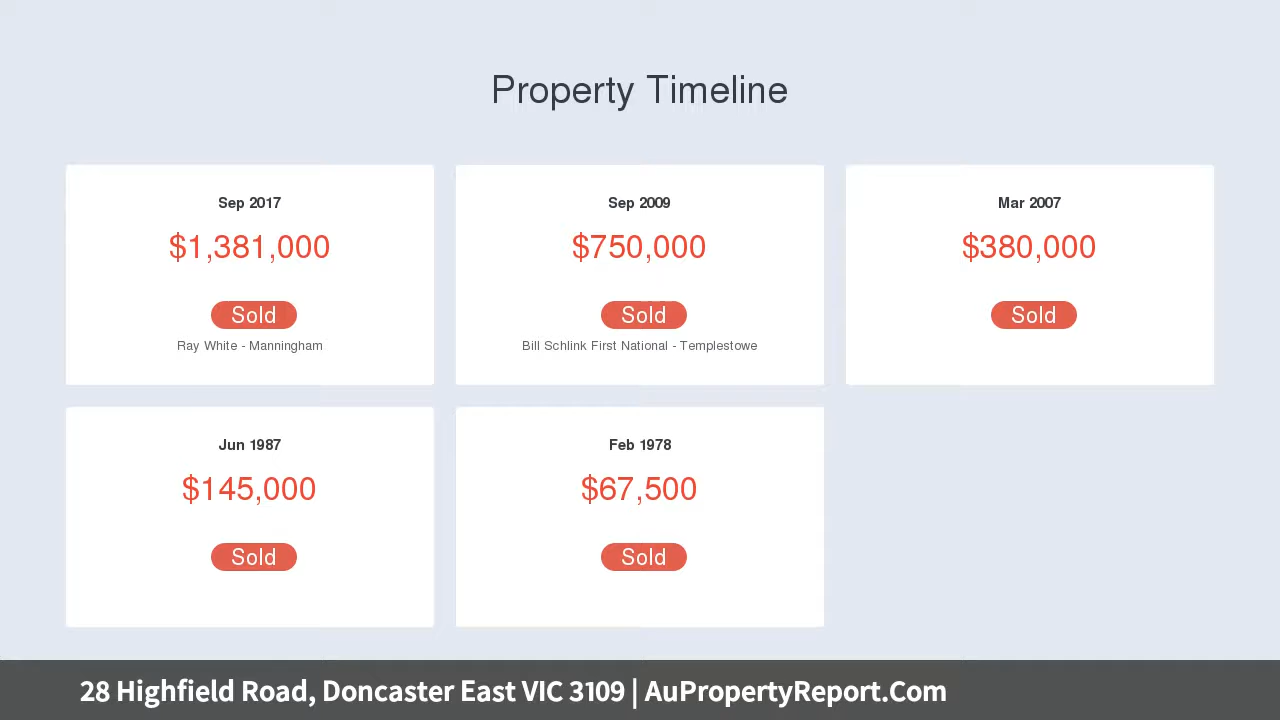 Property Timeline
Sep 2017
$1,381,000
Sold
Ray White - Manningham
Sep 2009
$750,000
Sold
Bill Schlink First National - Templestowe
Mar 2007
$380,000
Sold
Jun 1987
$145,000
Sold
Feb 1978
$67,500
Sold
28 Highfield Road, Doncaster East VIC 3109 | AuPropertyReport.Com